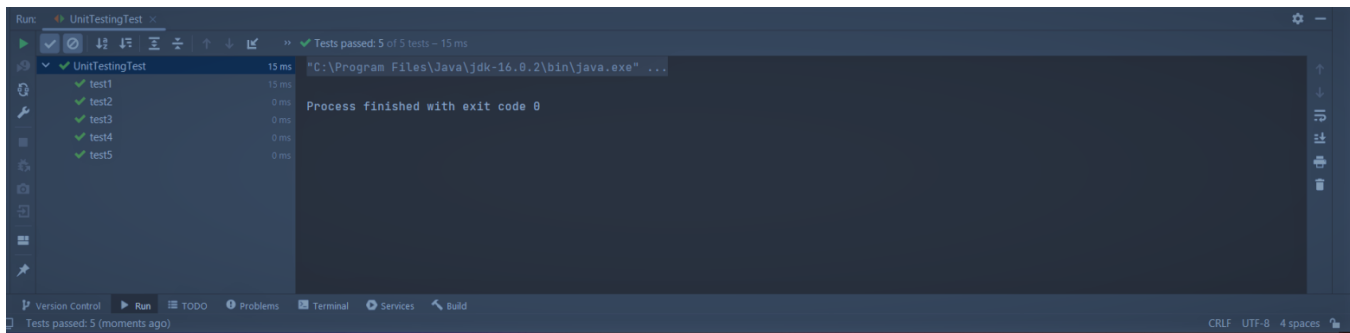 Run: UnitTestingTest ×
» Tests passed: 5 of 5 tests – 15 ms
UnitTestingTest 15 ms
test1 15 ms
test2 0 ms
test3 0 ms
test4 0 ms
test5 0 ms
"C:\Program Files\Java\jdk-16.0.2\bin\java.exe" ...
Process finished with exit code 0
Version Control Run TODO Problems Terminal Services Build
Tests passed: 5 (moments ago) CRLF UTF-8 4 spaces